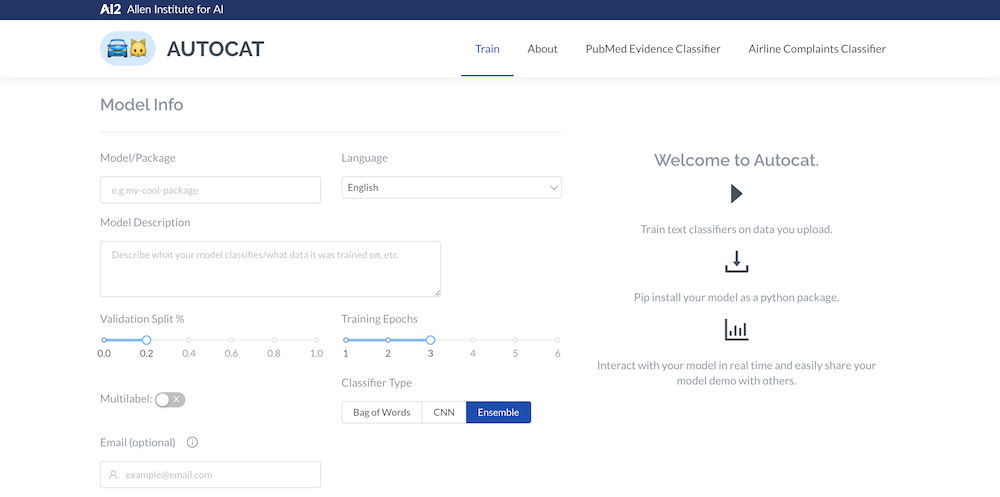 AI2 Allen Institute for AI
AUTOCAT
Train About PubMed Evidence Classifier Airline Complaints Classifier
Model Info
Model/Package
e.g my-cool-package
Language
English
Model Description
Describe what your model classifies/what data it was trained on, etc.
Validation Split %
0.0 0.2 0.4 0.6 0.8 1.0
Training Epochs
1 2 3 4 5 6
Multilabel:
Classifier Type
Bag of Words CNN Ensemble
Email (optional)
example@email.com
Welcome to Autocat.
Train text classifiers on data you upload.
Pip install your model as a python package.
Interact with your model in real time and easily share your
model demo with others.